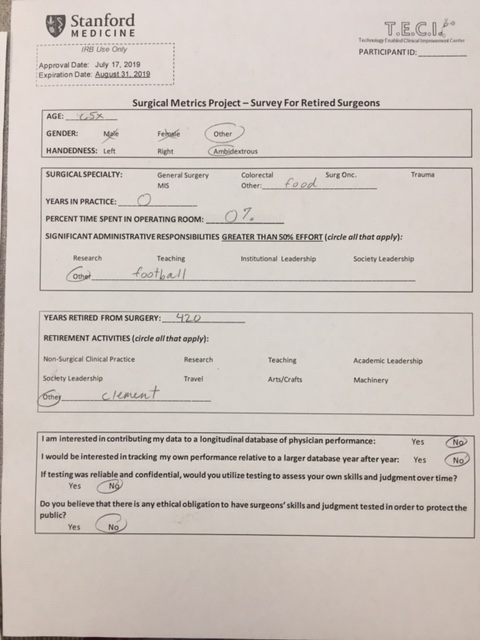 Stanford
MEDICINE
T.E.C.I.
Technology Enabled Clinical Improvement Center
IRB Use Only
PARTICIPANT ID:
Approval Date: July 17, 2019
Expiration Date: August 31, 2019
Surgical Metrics Project – Survey For Retired Surgeons
AGE:
GENDER: Male Female Other
HANDEDNESS: Left Right Ambidextrous
SURGICAL SPECIALTY: General Surgery Colorectal Surg Onc. Trauma
MIS Other: food
YEARS IN PRACTICE: 0
PERCENT TIME SPENT IN OPERATING ROOM: 0%
SIGNIFICANT ADMINISTRATIVE RESPONSIBILITIES GREATER THAN 50% EFFORT (circle all that apply):
Research Teaching Institutional Leadership Society Leadership
Other football
YEARS RETIRED FROM SURGERY: 420
RETIREMENT ACTIVITIES (circle all that apply):
Non-Surgical Clinical Practice Research Teaching Academic Leadership
Society Leadership Travel Arts/Crafts Machinery
Other clement
I am interested in contributing my data to a longitudinal database of physician performance: Yes No
I would be interested in tracking my own performance relative to a larger database year after year: Yes No
If testing was reliable and confidential, would you utilize testing to assess your own skills and judgment over time?
Yes No
Do you believe that there is any ethical obligation to have surgeons' skills and judgment tested in order to protect the
public?
Yes No